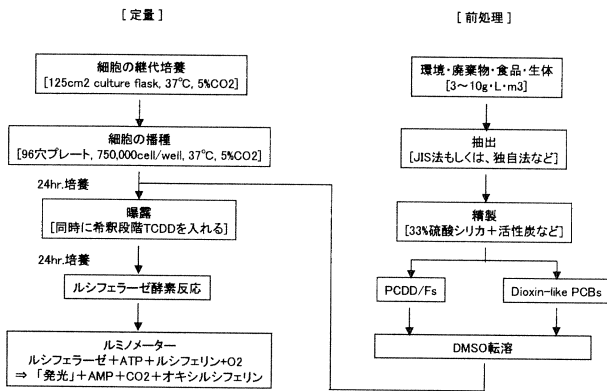 [ 定量 ]
細胞の継代培養
[125cm2 culture flask, 37℃, 5%CO2]
細胞の播種
[96穴プレート, 750,000cell/well, 37℃, 5%CO2]
24hr.培養
曝露
[同時に希釈段階TCDDを入れる]
24hr.培養
ルシフェラーゼ酵素反応
ルミノメーター
ルシフェラーゼ+ATP+ルシフェリン+O2
⇒ 「発光」+AMP+CO2+オキシルシフェリン
[ 前処理 ]
環境・廃棄物・食品・生体
[3～10g・L・m3]
抽出
[JIS法もしくは、独自法など]
精製
[33%硫酸シリカ+活性炭など]
PCDD/Fs
Dioxin-like PCBs
DMSO転溶